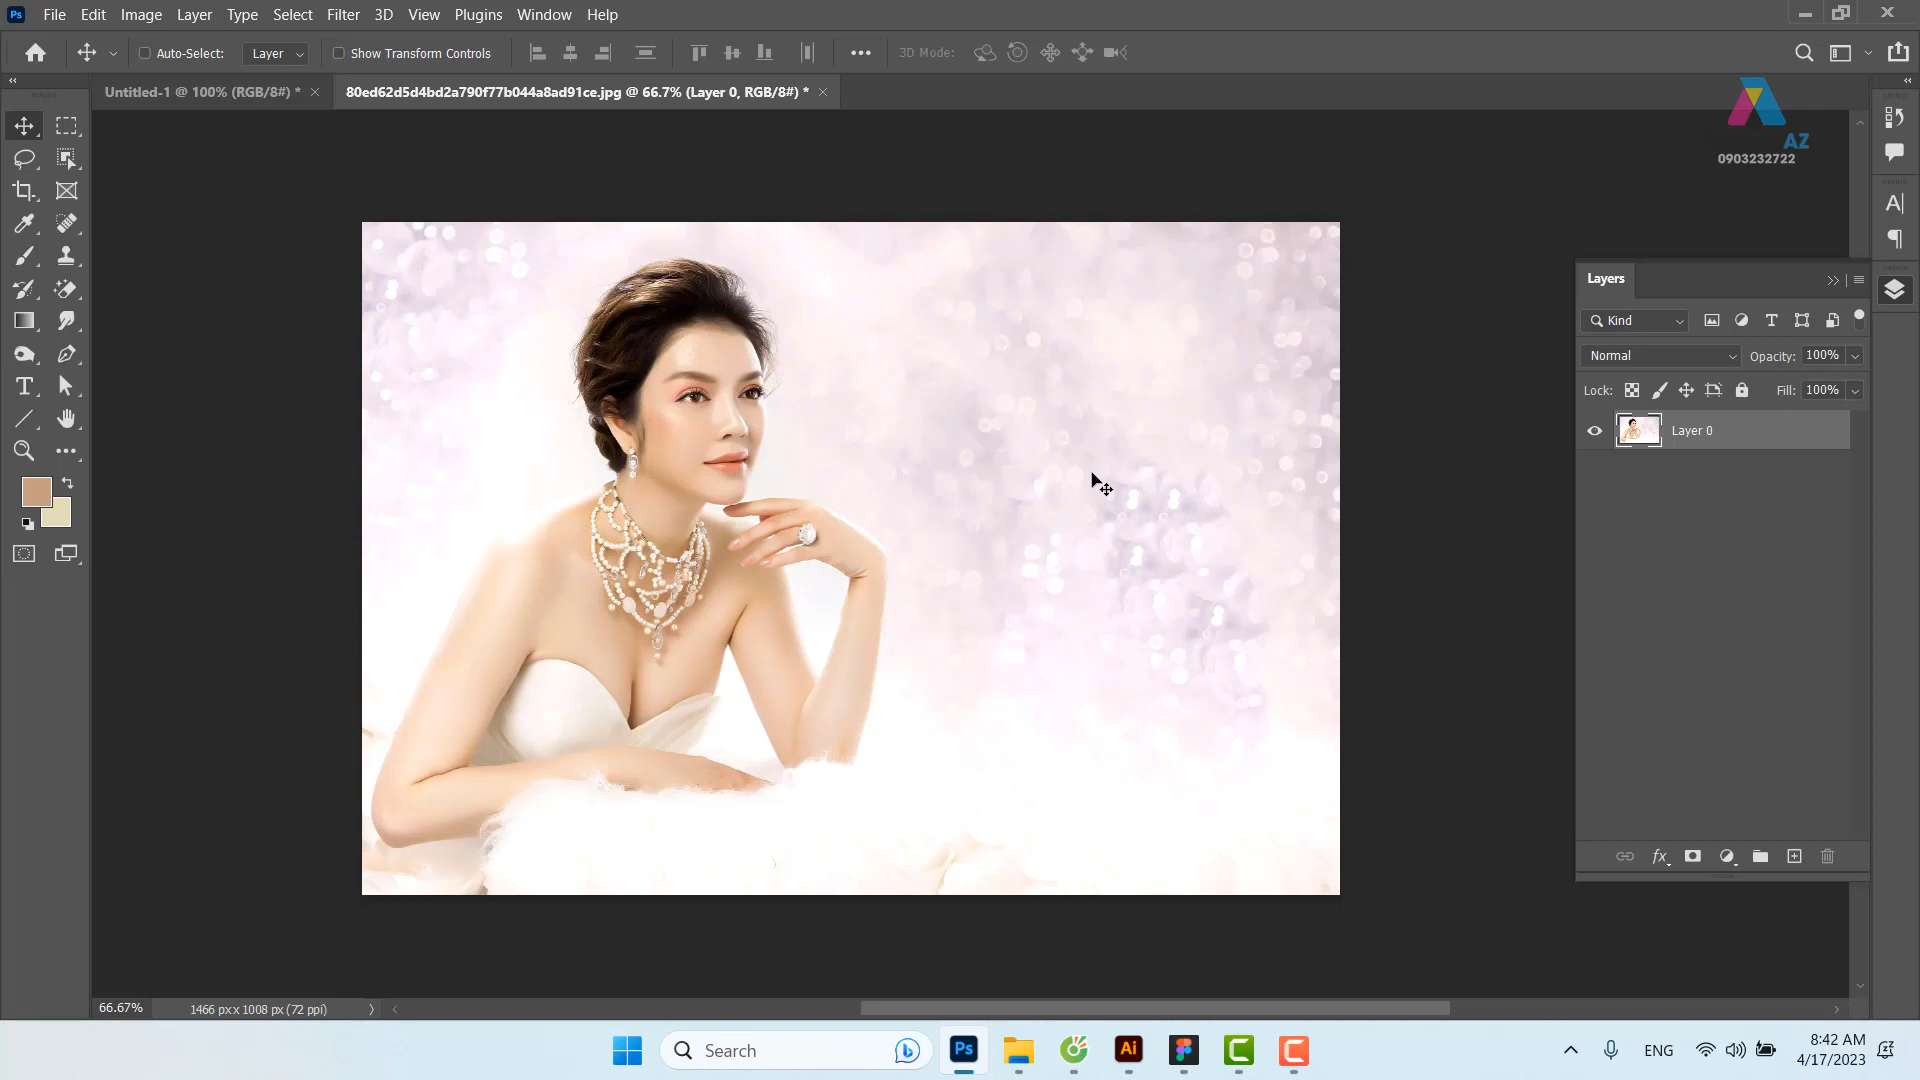 Ps File Edit Image Layer Type Select Filter 3D View Plugins Window Help
Auto-Select: Layer Show Transform Controls 3D Mode:
Untitled-1 @ 100% (RGB/8#) * 80ed62d5d4bd2a790f77b044a8ad91ce.jpg @ 66.7% (Layer 0, RGB/8#) *
AZ
0903232722
Layers
Kind
Normal Opacity: 100%
Lock: Fill: 100%
Layer 0
fx
66.67% 1466 px x 1008 px (72 ppi)
Search Ps Ai ENG 8:42 AM
4/17/2023